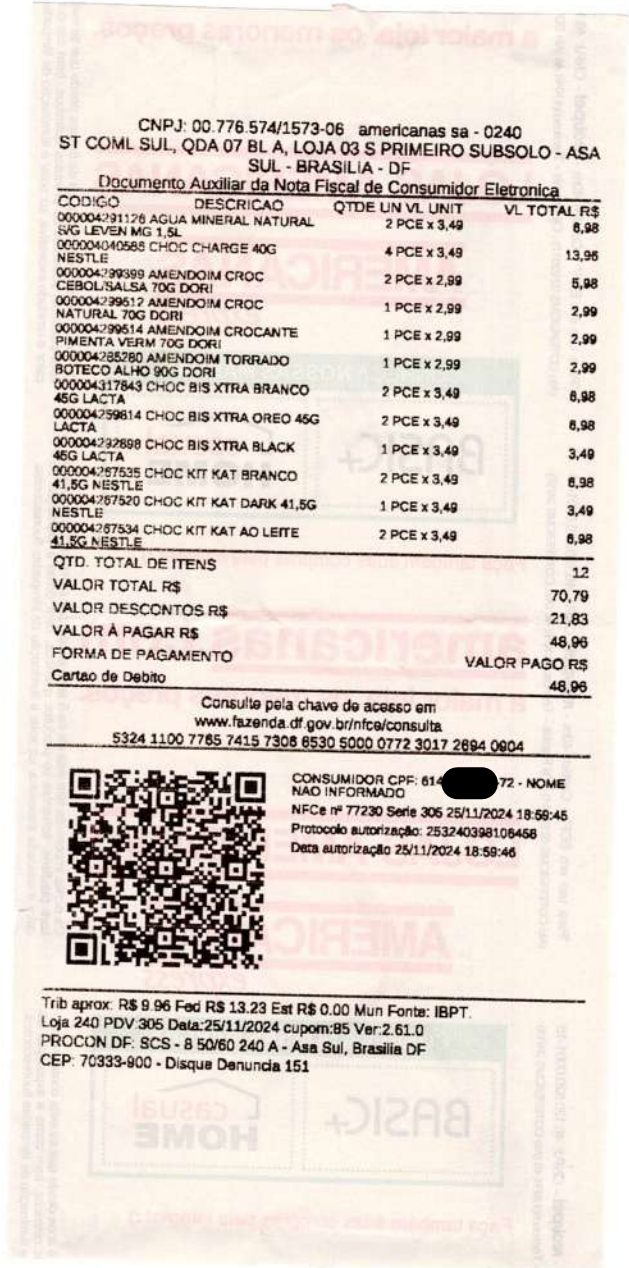 a maior loja. os menores preços.
CNPJ: 00.776.574/1573-06 americanas sa - 0240
ST COML SUL, QDA 07 BL A, LOJA 03 S PRIMEIRO SUBSOLO - ASA
SUL - BRASILIA - DF
Documento Auxiliar da Nota Fiscal de Consumidor Eletronica
CODIGO DESCRICAO QTDE UN VL UNIT VL TOTAL R$
000004291126 AGUA MINERAL NATURAL
S/G LEVEN MG 1,5L 2 PCE x 3,49 6,98
000004040588 CHOC CHARGE 40G
NESTLE 4 PCE x 3,49 13,96
000004299399 AMENDOIM CROC
CEBOL/SALSA 70G DORI 2 PCE x 2,99 5,98
000004299512 AMENDOIM CROC
NATURAL 70G DORI 1 PCE x 2,99 2,99
000004299514 AMENDOIM CROCANTE
PIMENTA VERM 70G DORI 1 PCE x 2,99 2,99
000004285280 AMENDOIM TORRADO
BOTECO ALHO 90G DORI 1 PCE x 2,99 2,99
000004317843 CHOC BIS XTRA BRANCO
45G LACTA 2 PCE x 3,49 6,98
000004259814 CHOC BIS XTRA OREO 45G
LACTA 2 PCE x 3,49 6,98
000004292898 CHOC BIS XTRA BLACK
45G LACTA 1 PCE x 3,49 3,49
000004267535 CHOC KIT KAT BRANCO
41,5G NESTLE 2 PCE x 3,49 6,98
000004267520 CHOC KIT KAT DARK 41,5G
NESTLE 1 PCE x 3,49 3,49
000004267534 CHOC KIT KAT AO LEITE
41,5G NESTLE 2 PCE x 3,49 6,98
QTD. TOTAL DE ITENS 12
VALOR TOTAL R$ 70,79
VALOR DESCONTOS R$ 21,83
VALOR À PAGAR R$ 48,96
FORMA DE PAGAMENTO VALOR PAGO R$
Cartao de Debito 48,96
Consulte pela chave de acesso em
www.fazenda.df.gov.br/nfce/consulta
5324 1100 7765 7415 7306 6530 5000 0772 3017 2694 0904
CONSUMIDOR CPF: 614 72 - NOME
NAO INFORMADO
NFCe nº 77230 Serie 305 25/11/2024 18:59:45
Protocolo autorização: 253240398106458
Data autorização 25/11/2024 18:59:46
Trib aprox: R$ 9.96 Fed R$ 13.23 Est R$ 0.00 Mun Fonte: IBPT.
Loja 240 PDV:305 Data:25/11/2024 cupom:85 Ver:2.61.0
PROCON DF: SCS - 8 50/60 240 A - Asa Sul, Brasilia DF
CEP: 70333-900 - Disque Denuncia 151
BASIC+
casual
HOME